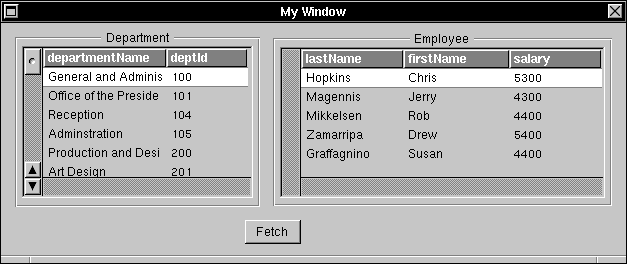 My Window
Department
departmentName deptId
General and Adminis 100
Office of the Preside 101
Reception 104
Adminstration 105
Production and Desi 200
Art Design 201
Employee
lastName firstName salary
Hopkins Chris 5300
Magennis Jerry 4300
Mikkelsen Rob 4400
Zamarripa Drew 5400
Graffagnino Susan 4400
Fetch